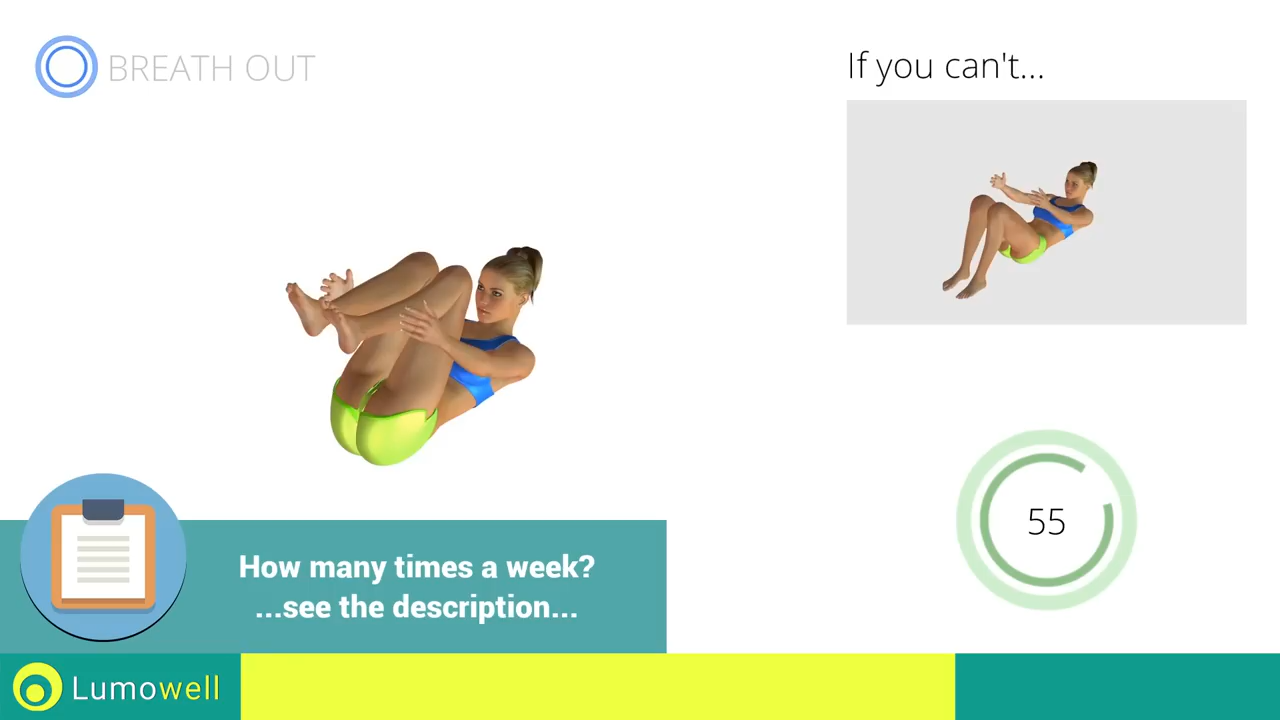 BREATH OUT
If you can't...
55
How many times a week?
...see the description...
Lumowell